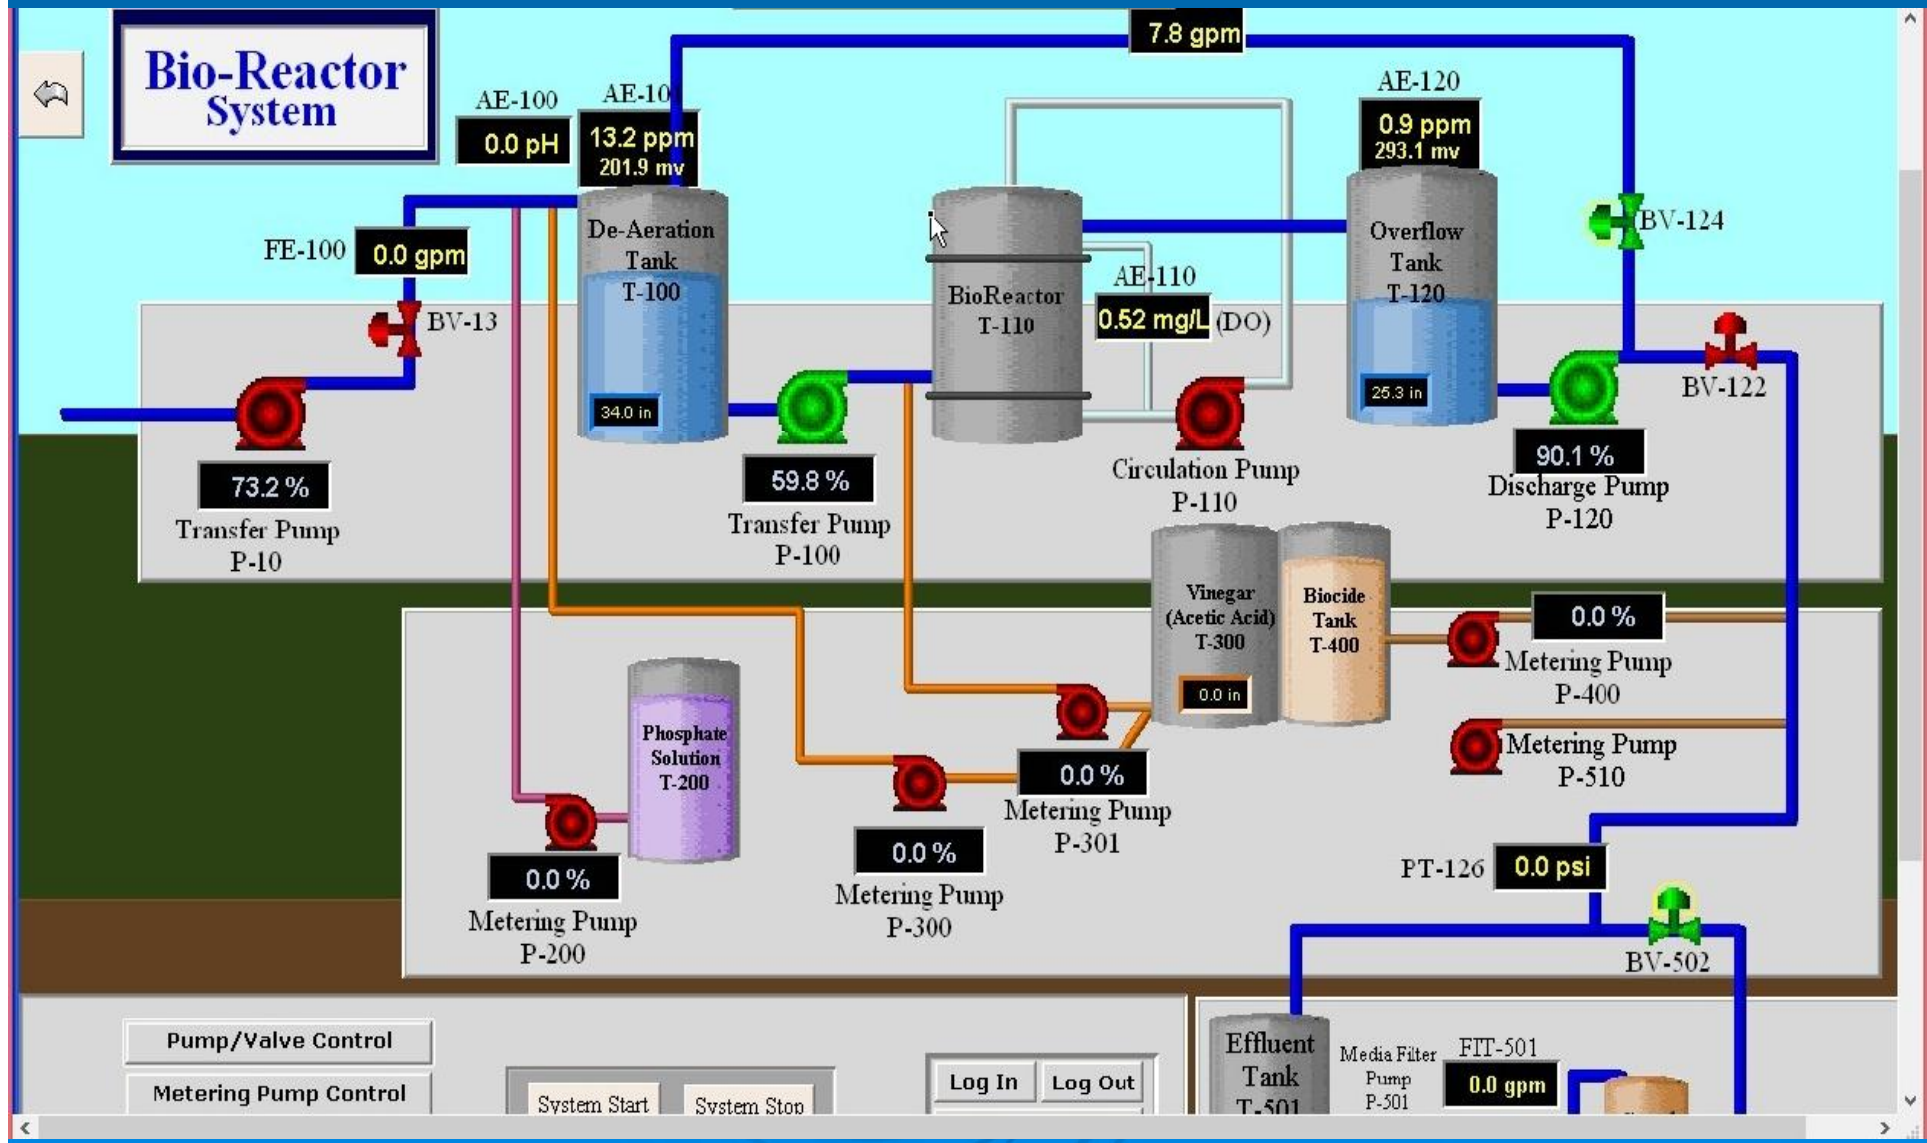 7.8 gpm
Bio-Reactor
System
AE-100
0.0 pH
AE-101
13.2 ppm
201.9 mv
AE-120
0.9 ppm
293.1 mv
FE-100
0.0 gpm
BV-13
De-Aeration
Tank
T-100
34.0 in
BioReactor
T-110
AE-110
0.52 mg/L (DO)
Overflow
Tank
T-120
25.3 in
BV-124
BV-122
73.2 %
Transfer Pump
P-10
59.8 %
Transfer Pump
P-100
Circulation Pump
P-110
90.1 %
Discharge Pump
P-120
Vinegar
(Acetic Acid)
T-300
0.0 in
Biocide
Tank
T-400
0.0 %
Metering Pump
P-400
Metering Pump
P-510
Phosphate
Solution
T-200
0.0 %
Metering Pump
P-200
0.0 %
Metering Pump
P-300
0.0 %
Metering Pump
P-301
PT-126
0.0 psi
BV-502
Pump/Valve Control
Metering Pump Control
System Start
System Stop
Log In
Log Out
Effluent
Tank
T-501
Media Filter
Pump
P-501
FIT-501
0.0 gpm